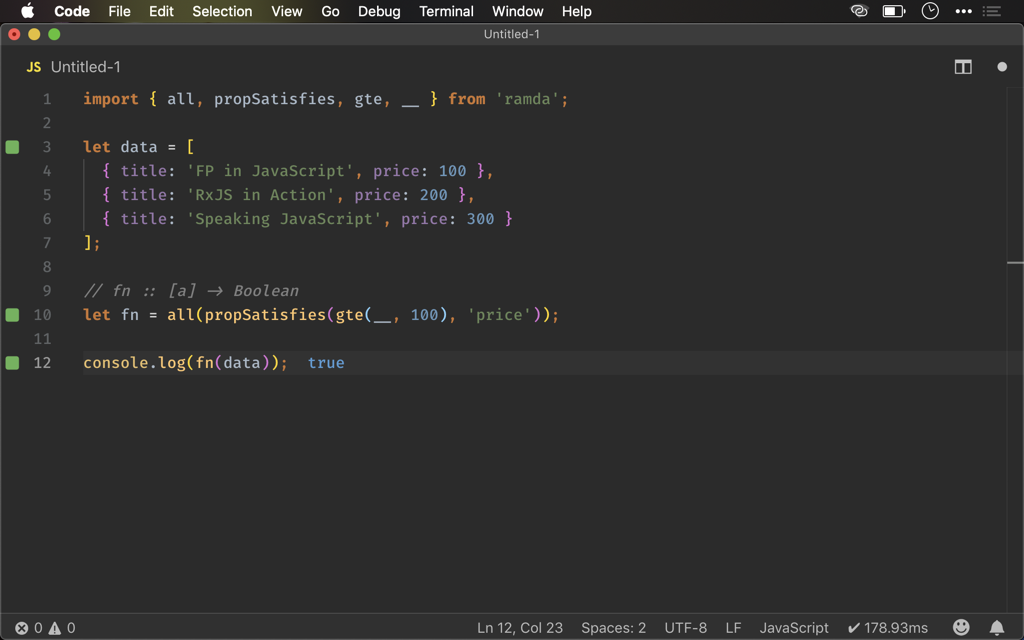 Code File Edit Selection View Go Debug Terminal Window Help
Untitled-1
JS Untitled-1
1 import { all, propSatisfies, gte, __ } from 'ramda';
2
3 let data = [
4 { title: 'FP in JavaScript', price: 100 },
5 { title: 'RxJS in Action', price: 200 },
6 { title: 'Speaking JavaScript', price: 300 }
7 ];
8
9 // fn :: [a] → Boolean
10 let fn = all(propSatisfies(gte(__, 100), 'price'));
11
12 console.log(fn(data)); true
0 0 Ln 12, Col 23 Spaces: 2 UTF-8 LF JavaScript ✔ 178.93ms